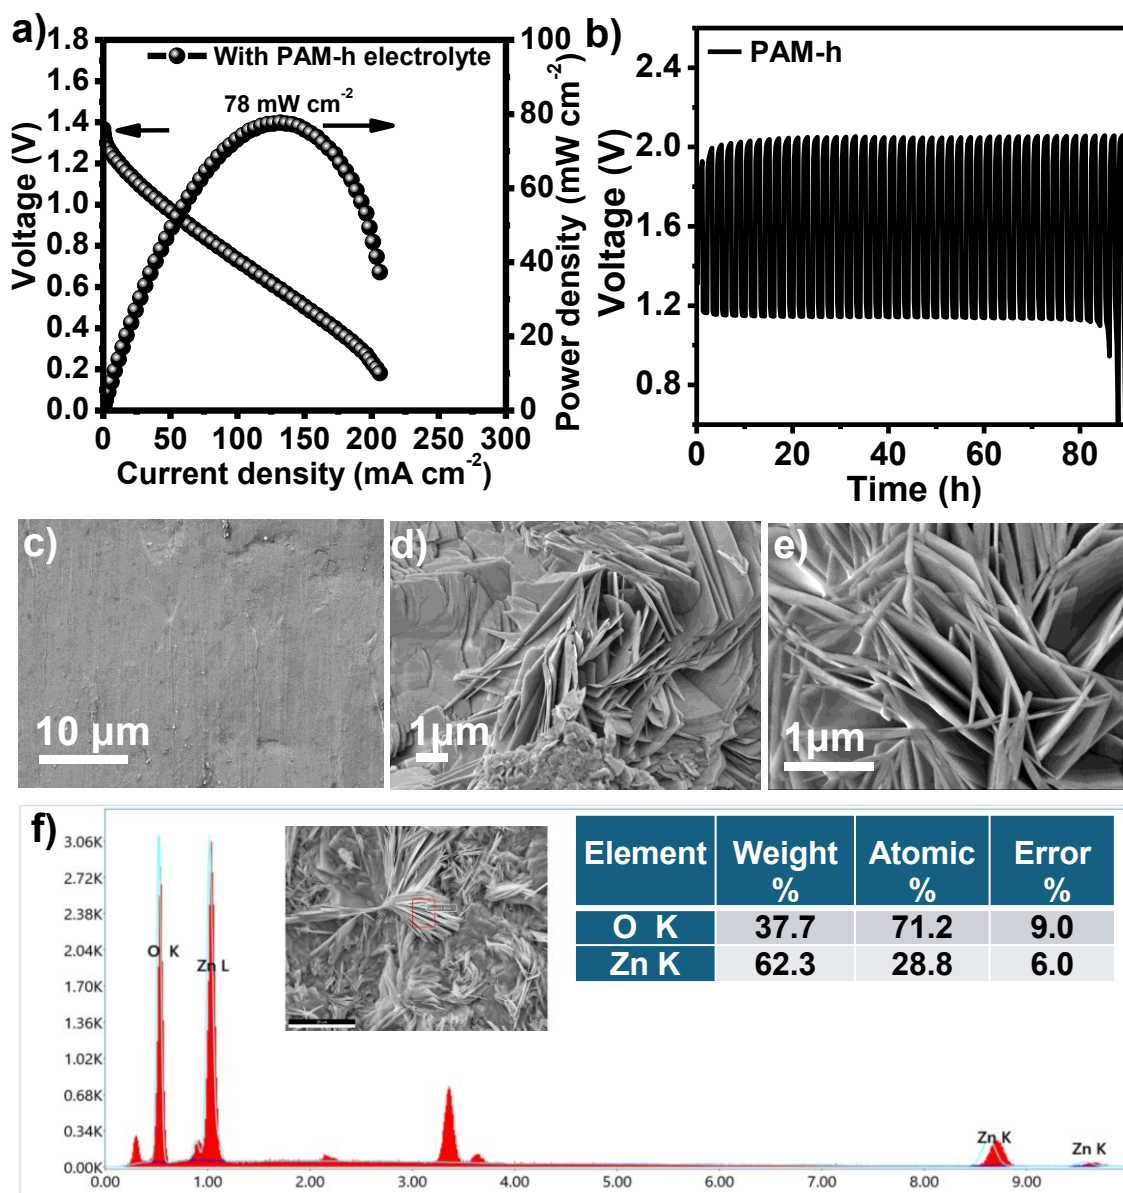 a)
1.8
1.6
1.4
1.2
1.0
0.8
0.6
0.4
0.2
0.0
Voltage (V)
With PAM-h electrolyte
78 mW cm⁻²
100
80
60
40
20
0
Power density (mW cm⁻²)
0 50 100 150 200 250 300
Current density (mA cm⁻²)
b)
PAM-h
2.4
2.0
1.6
1.2
0.8
Voltage (V)
0 20 40 60 80
Time (h)
c)
10 µm
d)
1µm
e)
1µm
f)
3.06K
2.72K
2.38K
2.04K
1.70K
1.36K
1.02K
0.68K
0.34K
0.00K
O K
Zn L
Zn K
Zn K
0.00 1.00 2.00 3.00 4.00 5.00 6.00 7.00 8.00 9.00
Element Weight % Atomic % Error %
O K 37.7 71.2 9.0
Zn K 62.3 28.8 6.0